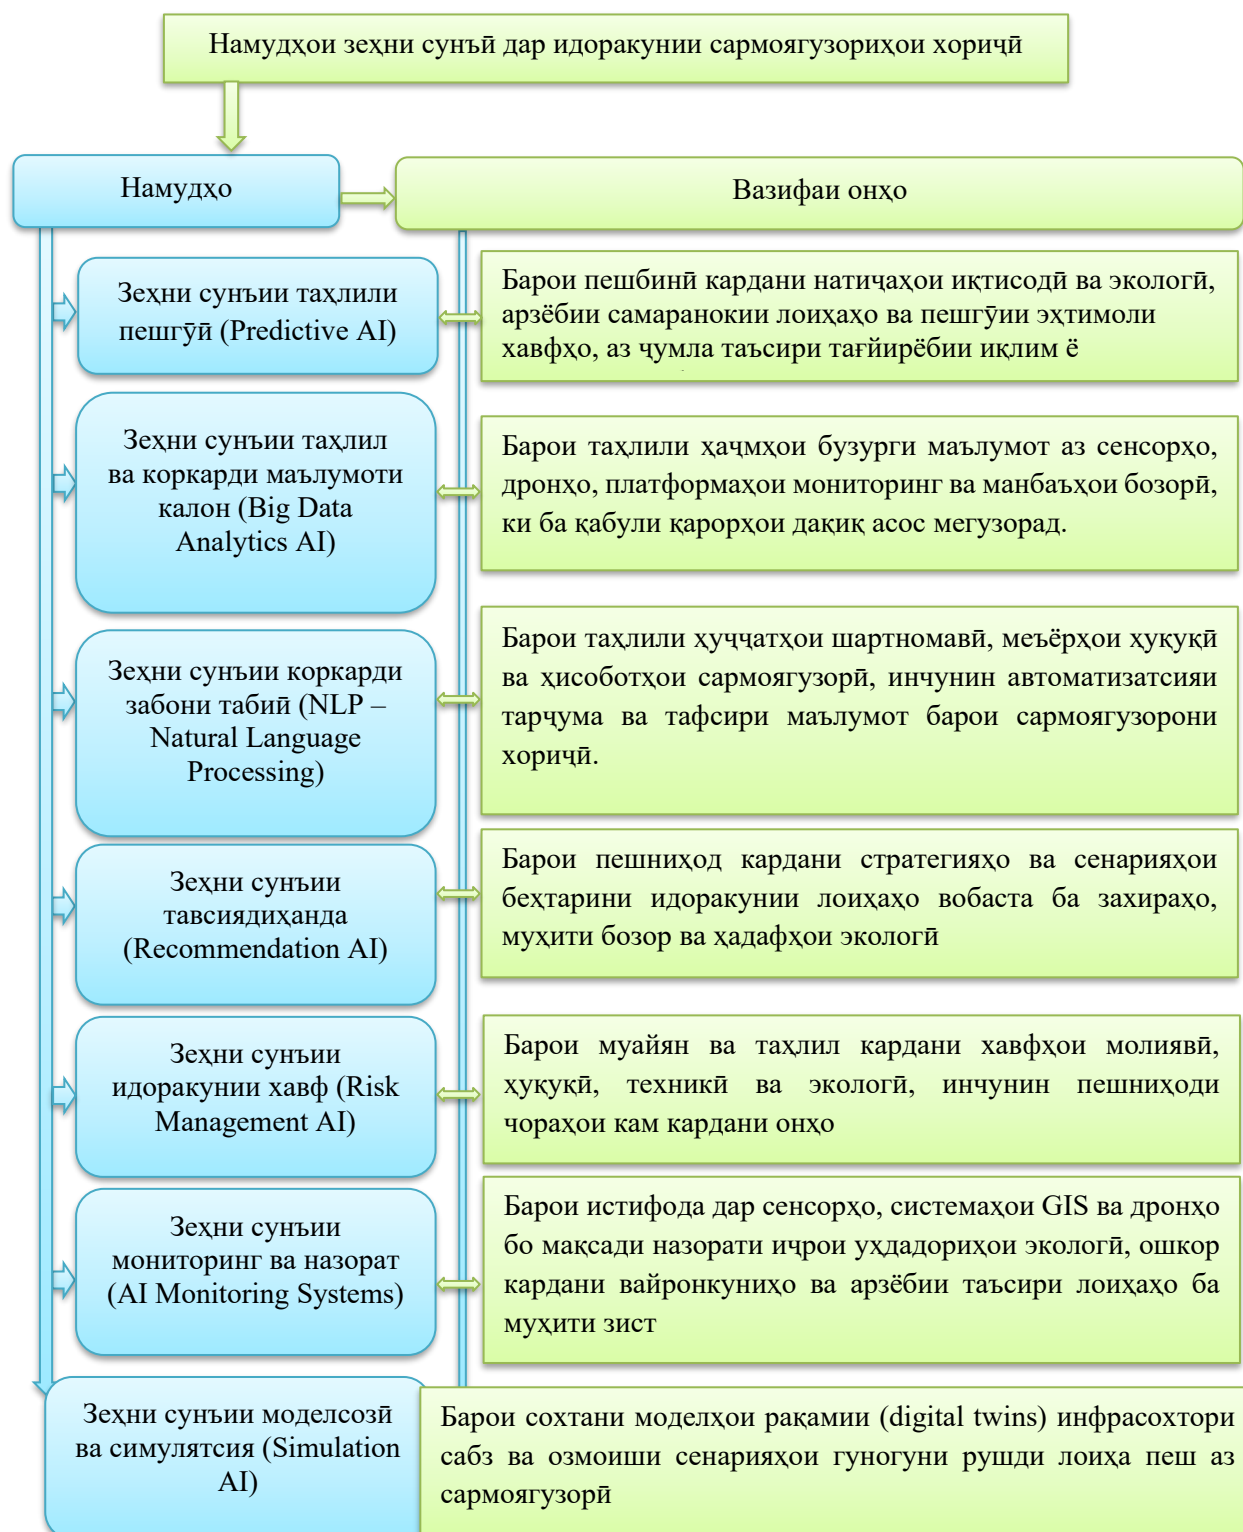 Намудҳои зеҳни сунъӣ дар идоракунии сармоягузориҳои хориҷӣ
Намудҳо
Вазифаи онҳо
Зеҳни сунъии таҳлили
пешгӯӣ (Predictive AI)
Барои пешбинӣ кардани натиҷаҳои иқтисодӣ ва экологӣ,
арзёбии самаранокии лоиҳаҳо ва пешгӯии эҳтимоли
хавфҳо, аз ҷумла таъсири тағйирёбии иқлим ё
Зеҳни сунъии таҳлил
ва коркарди маълумоти
калон (Big Data
Analytics AI)
Барои таҳлили ҳаҷмҳои бузурги маълумот аз сенсорҳо,
дронҳо, платформаҳои мониторинг ва манбаъҳои бозорӣ,
ки ба қабули қарорҳои дақиқ асос мегузорад.
Зеҳни сунъии коркарди
забони табиӣ (NLP –
Natural Language
Processing)
Барои таҳлили ҳуҷҷатҳои шартномавӣ, меъёрҳои ҳуқуқӣ
ва ҳисоботҳои сармоягузорӣ, инчунин автоматизатсияи
тарҷума ва тафсири маълумот барои сармоягузорони
хориҷӣ.
Зеҳни сунъии
тавсиядиҳанда
(Recommendation AI)
Барои пешниҳод кардани стратегияҳо ва сенарияҳои
беҳтарини идоракунии лоиҳаҳо вобаста ба захираҳо,
муҳити бозор ва ҳадафҳои экологӣ
Зеҳни сунъии
идоракунии хавф (Risk
Management AI)
Барои муайян ва таҳлил кардани хавфҳои молиявӣ,
ҳуқуқӣ, техникӣ ва экологӣ, инчунин пешниҳоди
чораҳои кам кардани онҳо
Зеҳни сунъии
мониторинг ва назорат
(AI Monitoring Systems)
Барои истифода дар сенсорҳо, системаҳои GIS ва дронҳо
бо мақсади назорати иҷрои уҳдадориҳои экологӣ, ошкор
кардани вайронкуниҳо ва арзёбии таъсири лоиҳаҳо ба
муҳити зист
Зеҳни сунъии моделсозӣ
ва симулятсия (Simulation
AI)
Барои сохтани моделҳои рақамии (digital twins) инфрасохтори
сабз ва озмоиши сенарияҳои гуногуни рушди лоиҳа пеш аз
сармоягузорӣ